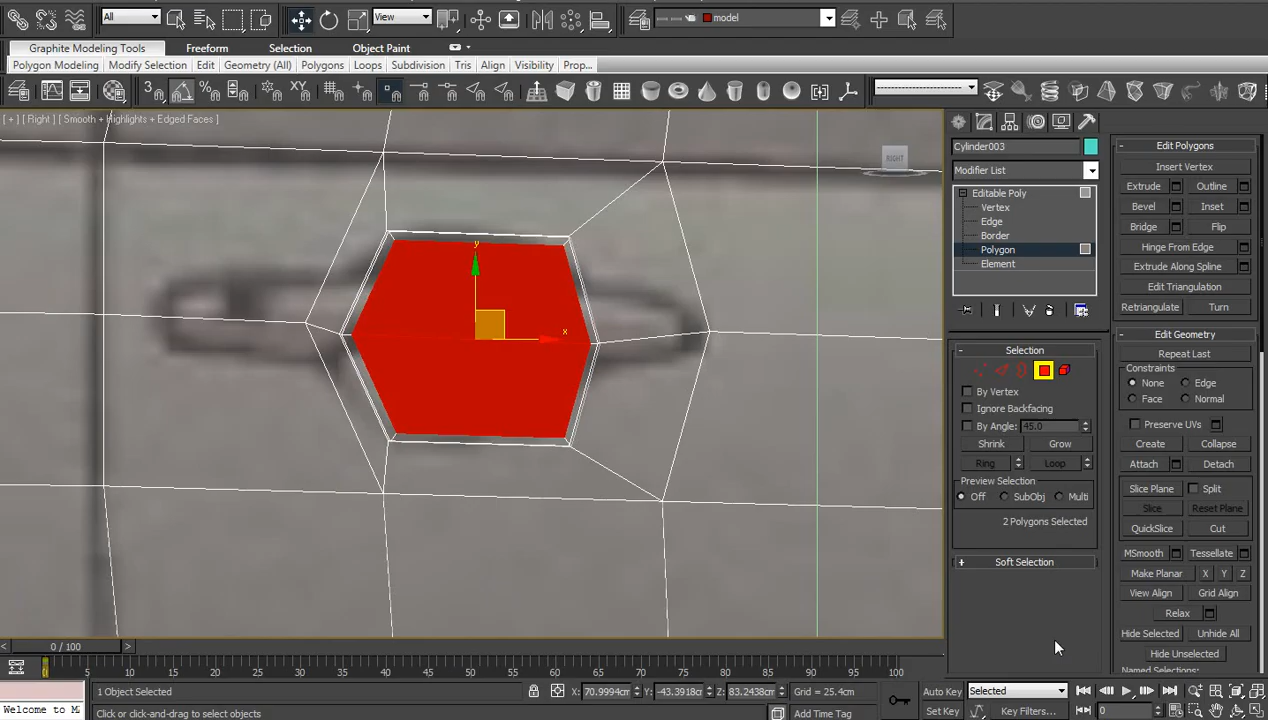 All
View
model
Graphite Modeling Tools Freeform Selection Object Paint
Polygon Modeling Modify Selection Edit Geometry (All) Polygons Loops Subdivision Tris Align Visibility Prop...
3 % XY
[ + ] [ Right ] [ Smooth + Highlights + Edged Faces ]
RIGHT
y
x
Cylinder003
Modifier List
Editable Poly
Vertex
Edge
Border
Polygon
Element
- Selection
By Vertex
Ignore Backfacing
By Angle: 45.0
Shrink Grow
Ring Loop
Preview Selection
Off SubObj Multi
2 Polygons Selected
+ Soft Selection
- Edit Polygons
Insert Vertex
Extrude Outline
Bevel Inset
Bridge Flip
Hinge From Edge
Extrude Along Spline
Edit Triangulation
Retriangulate Turn
- Edit Geometry
Repeat Last
Constraints
None Edge
Face Normal
Preserve UVs
Create Collapse
Attach Detach
Slice Plane Split
Slice Reset Plane
QuickSlice Cut
MSmooth Tessellate
Make Planar X Y Z
View Align Grid Align
Relax
Hide Selected Unhide All
Hide Unselected
Named Selections:
< 0 / 100 >
5 10 15 20 25 30 35 40 45 50 55 60 65 70 75 80 85 90 95 100
1 Object Selected X: 70.9994cm Y: -43.3918m Z: 83.2438cm Grid = 25.4cm Auto Key Selected
Welcome to M Click or click-and-drag to select objects Add Time Tag Set Key Key Filters... 0